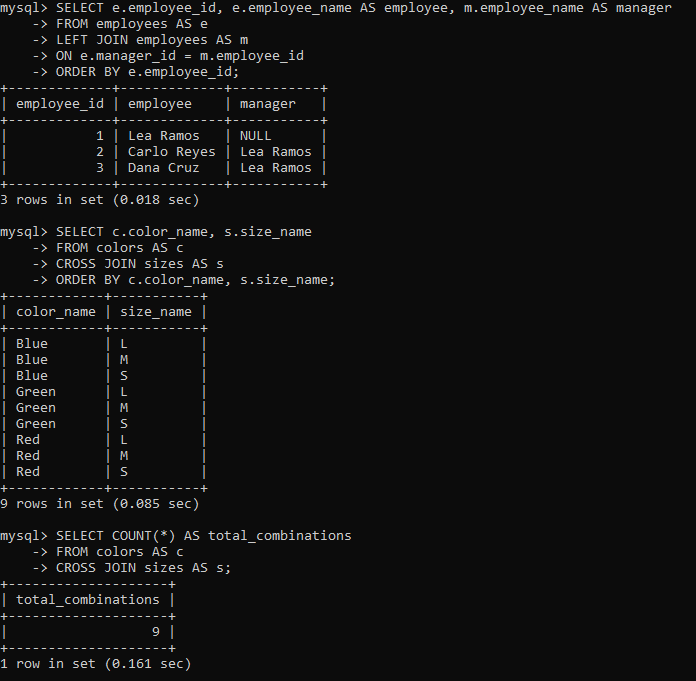 mysql> SELECT e.employee_id, e.employee_name AS employee, m.employee_name AS manager
    -> FROM employees AS e
    -> LEFT JOIN employees AS m
    -> ON e.manager_id = m.employee_id
    -> ORDER BY e.employee_id;
+-------------+-------------+-----------+
| employee_id | employee    | manager   |
+-------------+-------------+-----------+
|           1 | Lea Ramos   | NULL      |
|           2 | Carlo Reyes | Lea Ramos |
|           3 | Dana Cruz   | Lea Ramos |
+-------------+-------------+-----------+
3 rows in set (0.018 sec)

mysql> SELECT c.color_name, s.size_name
    -> FROM colors AS c
    -> CROSS JOIN sizes AS s
    -> ORDER BY c.color_name, s.size_name;
+------------+-----------+
| color_name | size_name |
+------------+-----------+
| Blue       | L         |
| Blue       | M         |
| Blue       | S         |
| Green      | L         |
| Green      | M         |
| Green      | S         |
| Red        | L         |
| Red        | M         |
| Red        | S         |
+------------+-----------+
9 rows in set (0.085 sec)

mysql> SELECT COUNT(*) AS total_combinations
    -> FROM colors AS c
    -> CROSS JOIN sizes AS s;
+--------------------+
| total_combinations |
+--------------------+
|                  9 |
+--------------------+
1 row in set (0.161 sec)